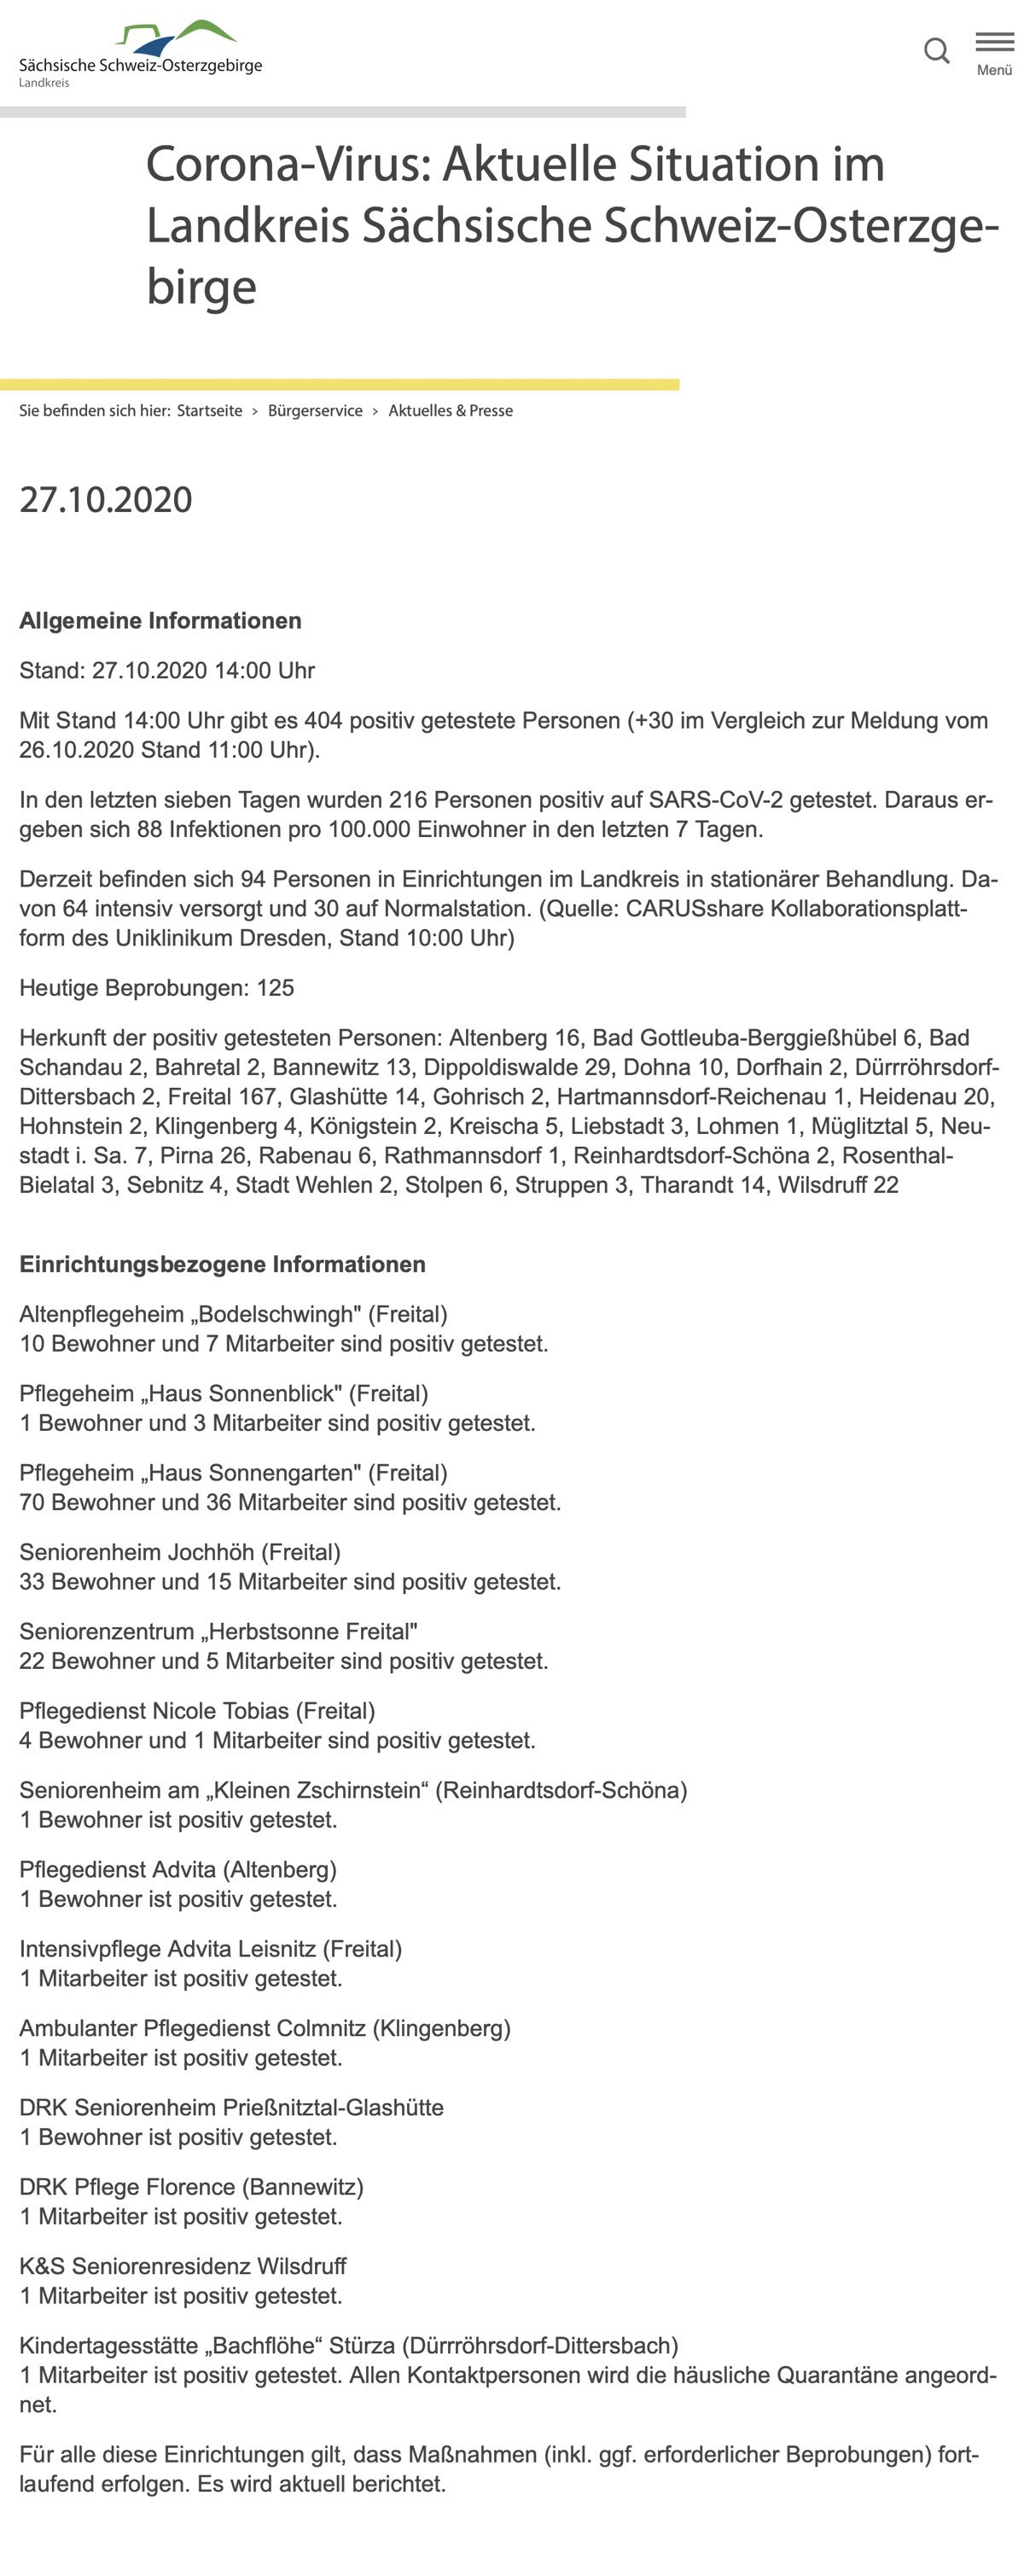 Sächsische Schweiz-Osterzgebirge
Landkreis
Menü
Corona-Virus: Aktuelle Situation im
Landkreis Sächsische Schweiz-Osterzge-
birge
Sie befinden sich hier: Startseite > Bürgerservice > Aktuelles & Presse
27.10.2020
Allgemeine Informationen
Stand: 27.10.2020 14:00 Uhr
Mit Stand 14:00 Uhr gibt es 404 positiv getestete Personen (+30 im Vergleich zur Meldung vom
26.10.2020 Stand 11:00 Uhr).
In den letzten sieben Tagen wurden 216 Personen positiv auf SARS-CoV-2 getestet. Daraus er-
geben sich 88 Infektionen pro 100.000 Einwohner in den letzten 7 Tagen.
Derzeit befinden sich 94 Personen in Einrichtungen im Landkreis in stationärer Behandlung. Da-
von 64 intensiv versorgt und 30 auf Normalstation. (Quelle: CARUSshare Kollaborationsplatt-
form des Uniklinikum Dresden, Stand 10:00 Uhr)
Heutige Beprobungen: 125
Herkunft der positiv getesteten Personen: Altenberg 16, Bad Gottleuba-Berggießhübel 6, Bad
Schandau 2, Bahretal 2, Bannewitz 13, Dippoldiswalde 29, Dohna 10, Dorfhain 2, Dürrröhrsdorf-
Dittersbach 2, Freital 167, Glashütte 14, Gohrisch 2, Hartmannsdorf-Reichenau 1, Heidenau 20,
Hohnstein 2, Klingenberg 4, Königstein 2, Kreischa 5, Liebstadt 3, Lohmen 1, Müglitztal 5, Neu-
stadt i. Sa. 7, Pirna 26, Rabenau 6, Rathmannsdorf 1, Reinhardtsdorf-Schöna 2, Rosenthal-
Bielatal 3, Sebnitz 4, Stadt Wehlen 2, Stolpen 6, Struppen 3, Tharandt 14, Wilsdruff 22
Einrichtungsbezogene Informationen
Altenpflegeheim „Bodelschwingh" (Freital)
10 Bewohner und 7 Mitarbeiter sind positiv getestet.
Pflegeheim „Haus Sonnenblick" (Freital)
1 Bewohner und 3 Mitarbeiter sind positiv getestet.
Pflegeheim „Haus Sonnengarten" (Freital)
70 Bewohner und 36 Mitarbeiter sind positiv getestet.
Seniorenheim Jochhöh (Freital)
33 Bewohner und 15 Mitarbeiter sind positiv getestet.
Seniorenzentrum „Herbstsonne Freital"
22 Bewohner und 5 Mitarbeiter sind positiv getestet.
Pflegedienst Nicole Tobias (Freital)
4 Bewohner und 1 Mitarbeiter sind positiv getestet.
Seniorenheim am „Kleinen Zschirnstein“ (Reinhardtsdorf-Schöna)
1 Bewohner ist positiv getestet.
Pflegedienst Advita (Altenberg)
1 Bewohner ist positiv getestet.
Intensivpflege Advita Leisnitz (Freital)
1 Mitarbeiter ist positiv getestet.
Ambulanter Pflegedienst Colmnitz (Klingenberg)
1 Mitarbeiter ist positiv getestet.
DRK Seniorenheim Prießnitztal-Glashütte
1 Bewohner ist positiv getestet.
DRK Pflege Florence (Bannewitz)
1 Mitarbeiter ist positiv getestet.
K&S Seniorenresidenz Wilsdruff
1 Mitarbeiter ist positiv getestet.
Kindertagesstätte „Bachflöhe“ Stürza (Dürrröhrsdorf-Dittersbach)
1 Mitarbeiter ist positiv getestet. Allen Kontaktpersonen wird die häusliche Quarantäne angeord-
net.
Für alle diese Einrichtungen gilt, dass Maßnahmen (inkl. ggf. erforderlicher Beprobungen) fort-
laufend erfolgen. Es wird aktuell berichtet.